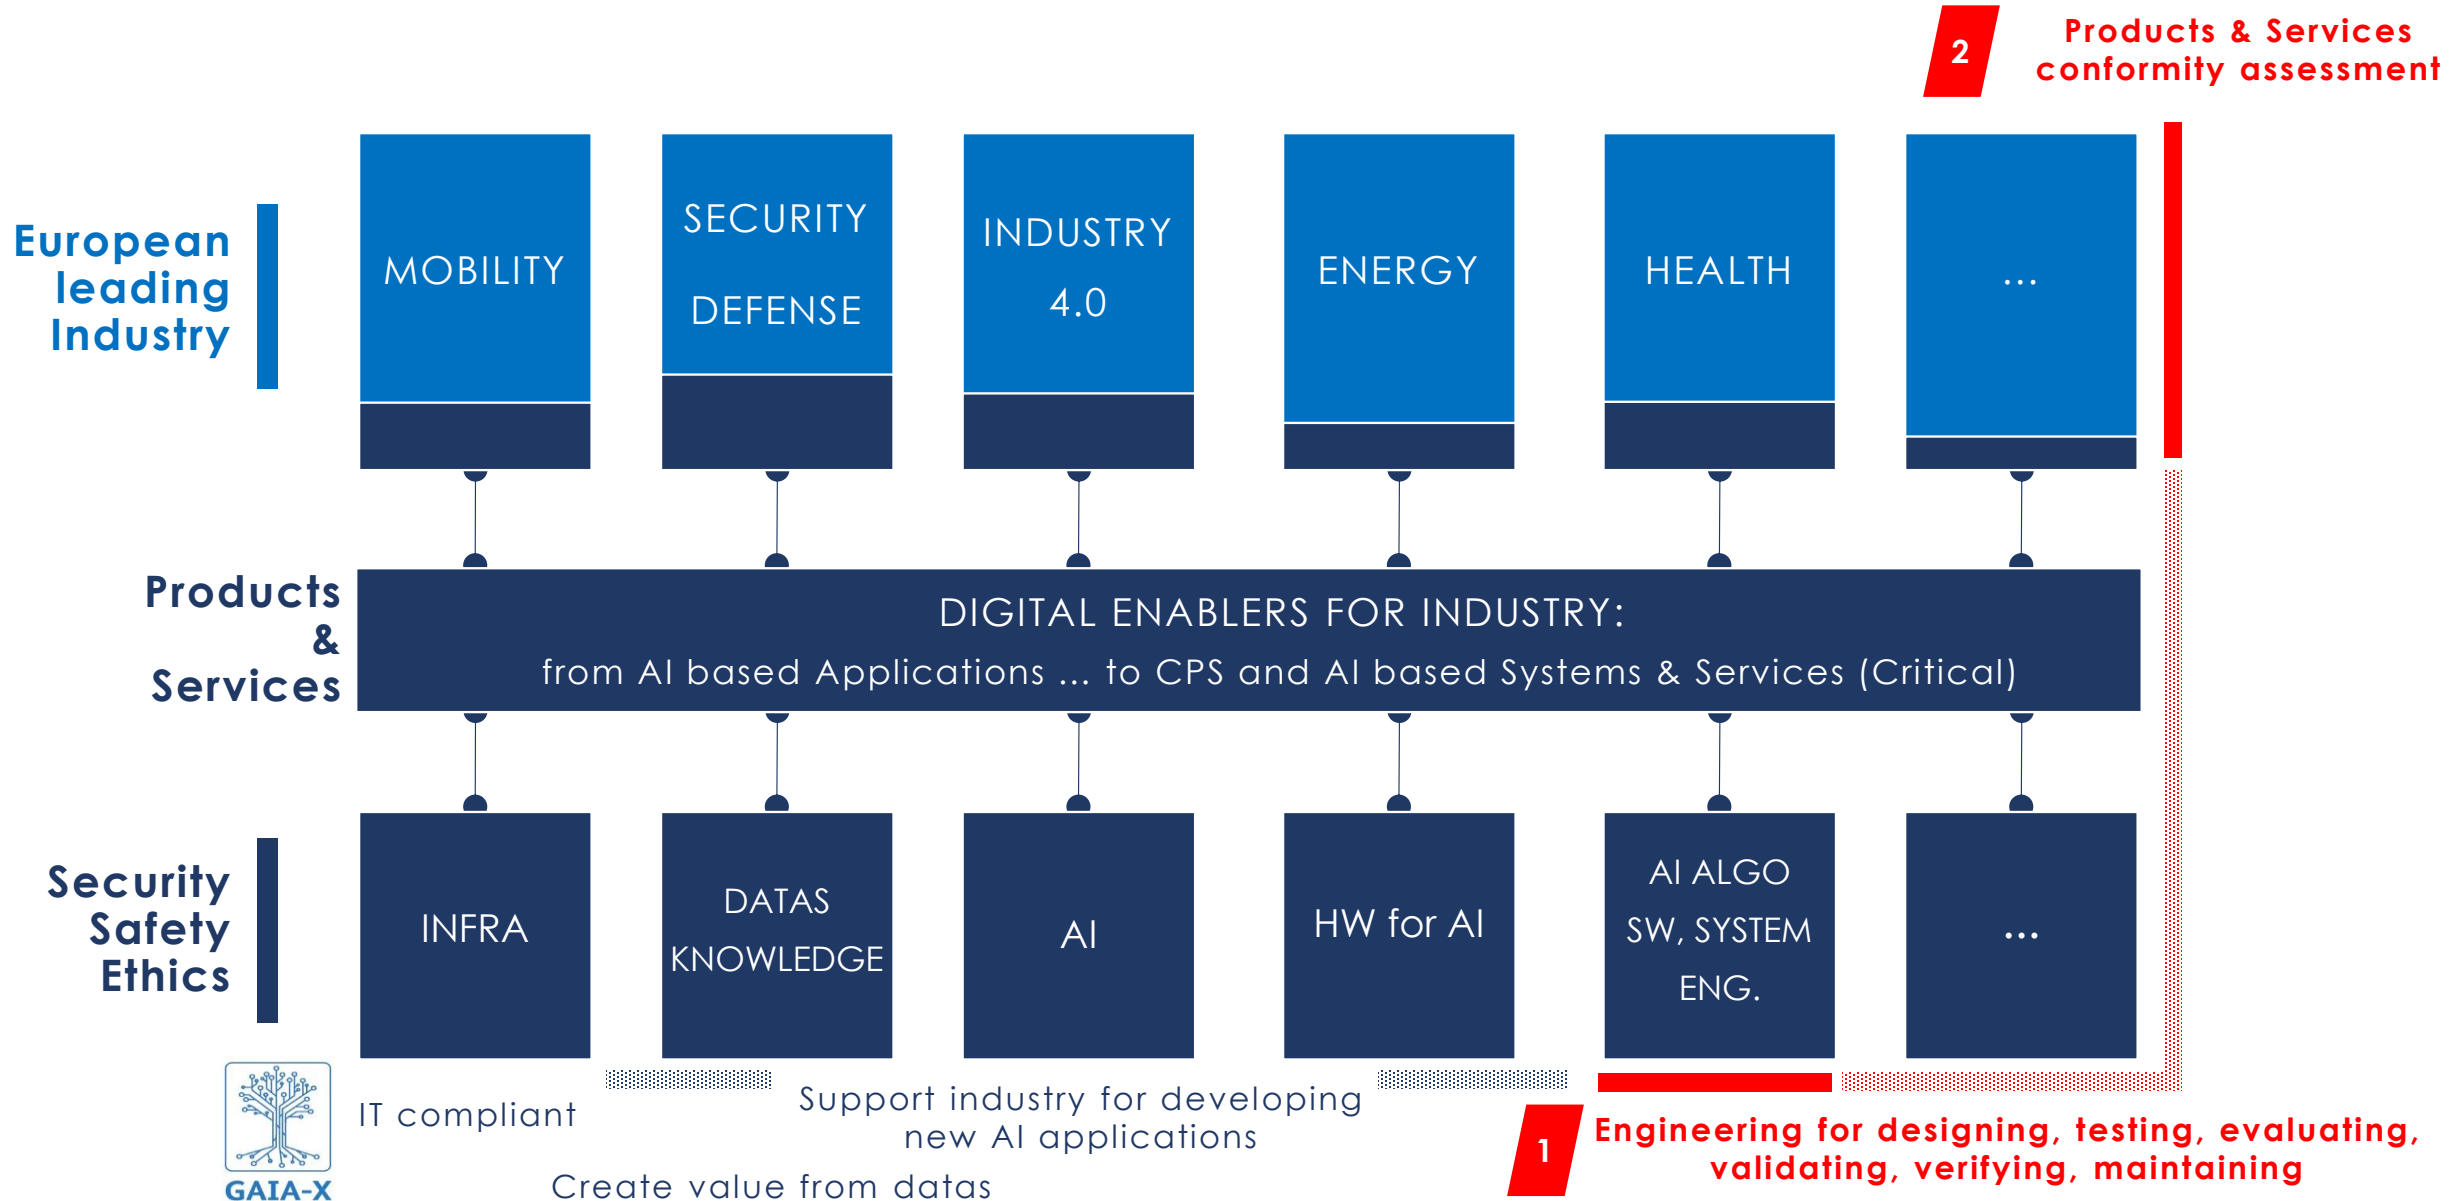 2
Products & Services
conformity assessment
European
leading
Industry
MOBILITY
SECURITY
DEFENSE
INDUSTRY
4.0
ENERGY
HEALTH
...
Products
&
Services
DIGITAL ENABLERS FOR INDUSTRY:
from AI based Applications ... to CPS and AI based Systems & Services (Critical)
Security
Safety
Ethics
INFRA
DATAS
KNOWLEDGE
AI
HW for AI
AI ALGO
SW, SYSTEM
ENG.
...
GAIA-X
IT compliant
Support industry for developing
new AI applications
Create value from datas
1
Engineering for designing, testing, evaluating,
validating, verifying, maintaining